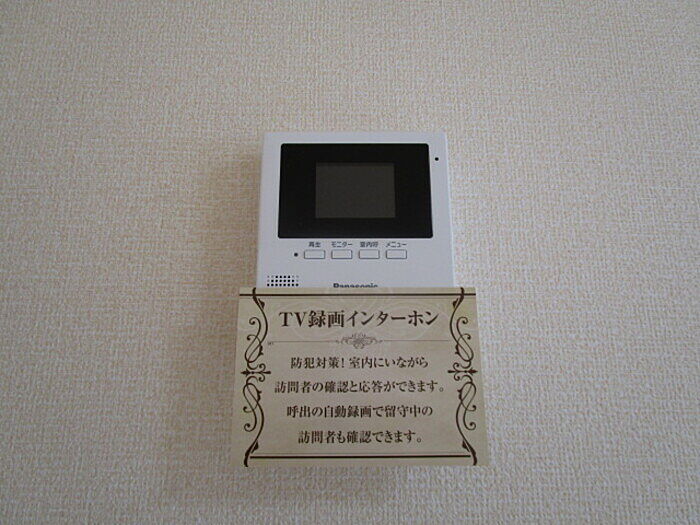 再生 モニター 室内呼 メニュー
Panasonic
TV録画インターホン
防犯対策！室内にいながら
訪問者の確認と応答ができます。
呼出の自動録画で留守中の
訪問者も確認できます。